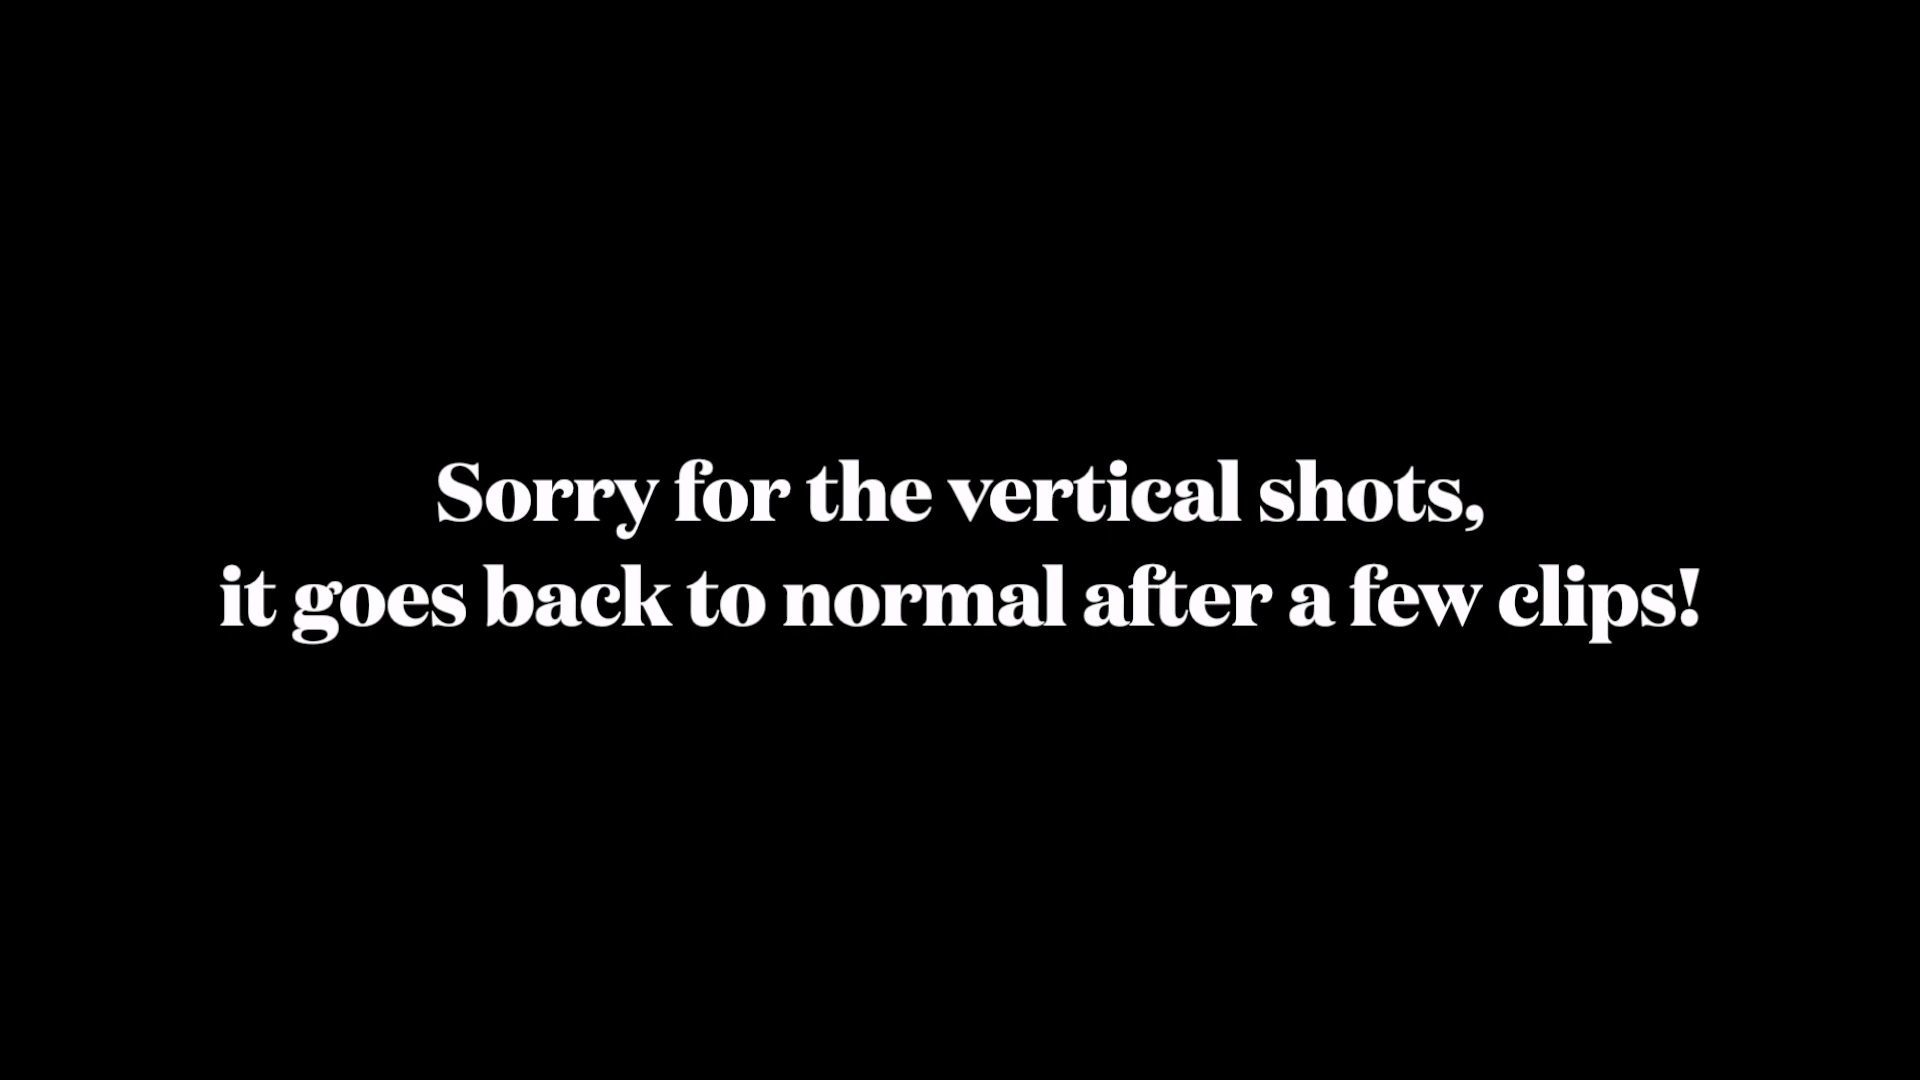 Sorry for the vertical shots,
it goes back to normal after a few clips!